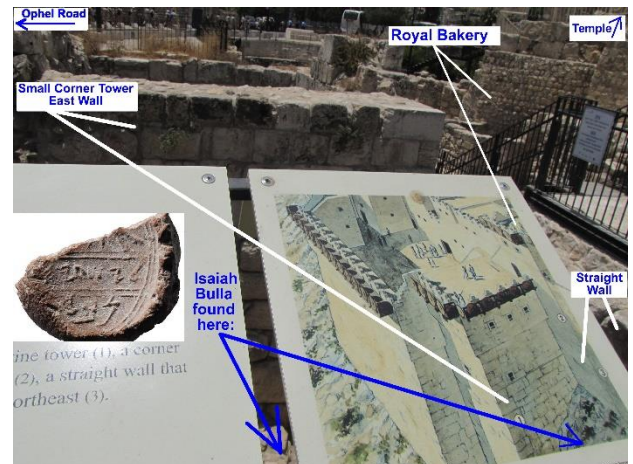 Ophel Road
Royal Bakery
Temple
Small Corner Tower
East Wall
Isaiah
Bulla
found
here:
Straight
Wall
ine tower (1), a corner
(2), a straight wall that
ortheast (3).